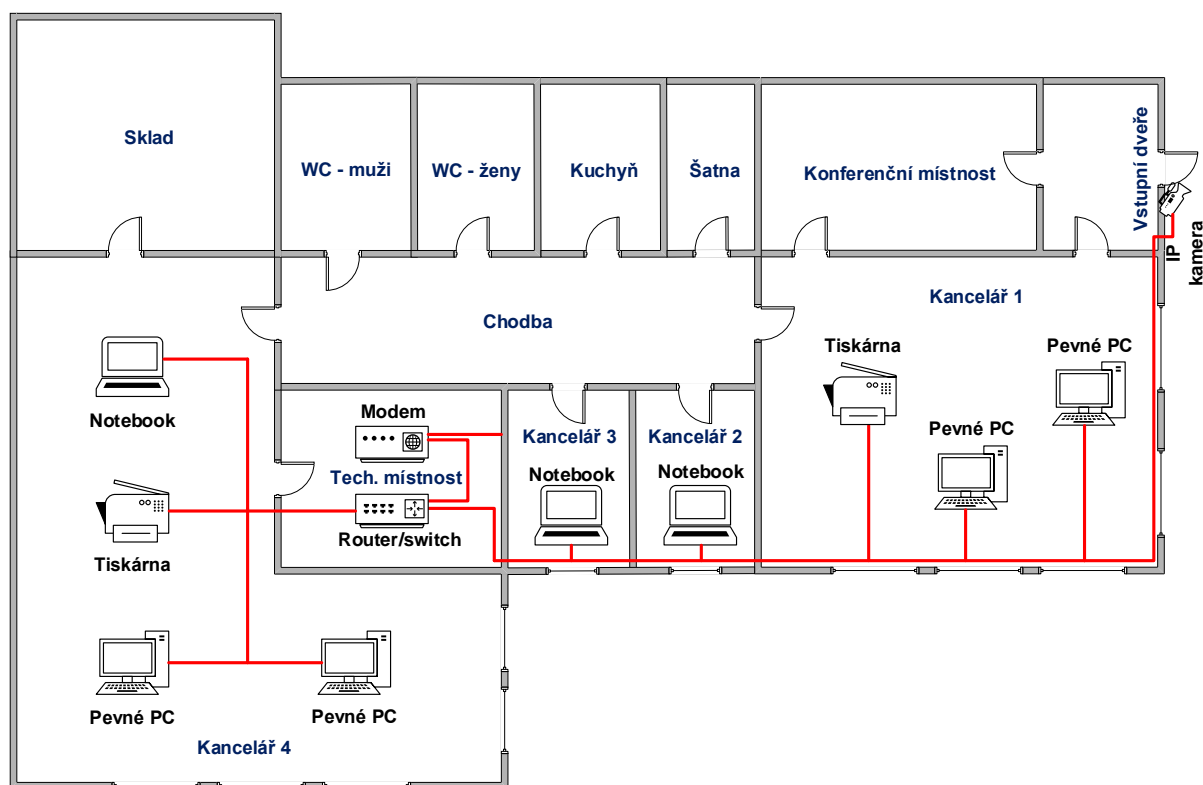 Sklad
WC - muži
WC - ženy
Kuchyň
Šatna
Konferenční místnost
Vstupní dveře
IP
kamera
Kancelář 1
Chodba
Tiskárna
Pevné PC
Notebook
Modem
Kancelář 3
Kancelář 2
Pevné PC
Tech. místnost
Notebook
Notebook
Router/switch
Tiskárna
Pevné PC
Pevné PC
Kancelář 4